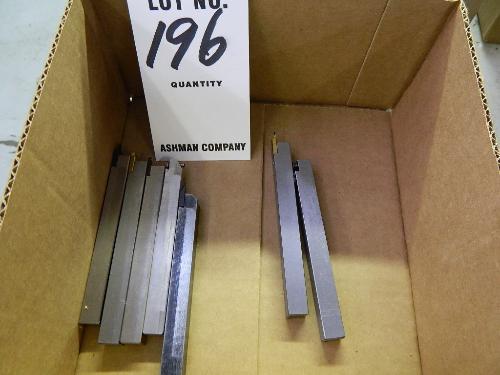 LOT NO.
196
QUANTITY
ASHMAN COMPANY